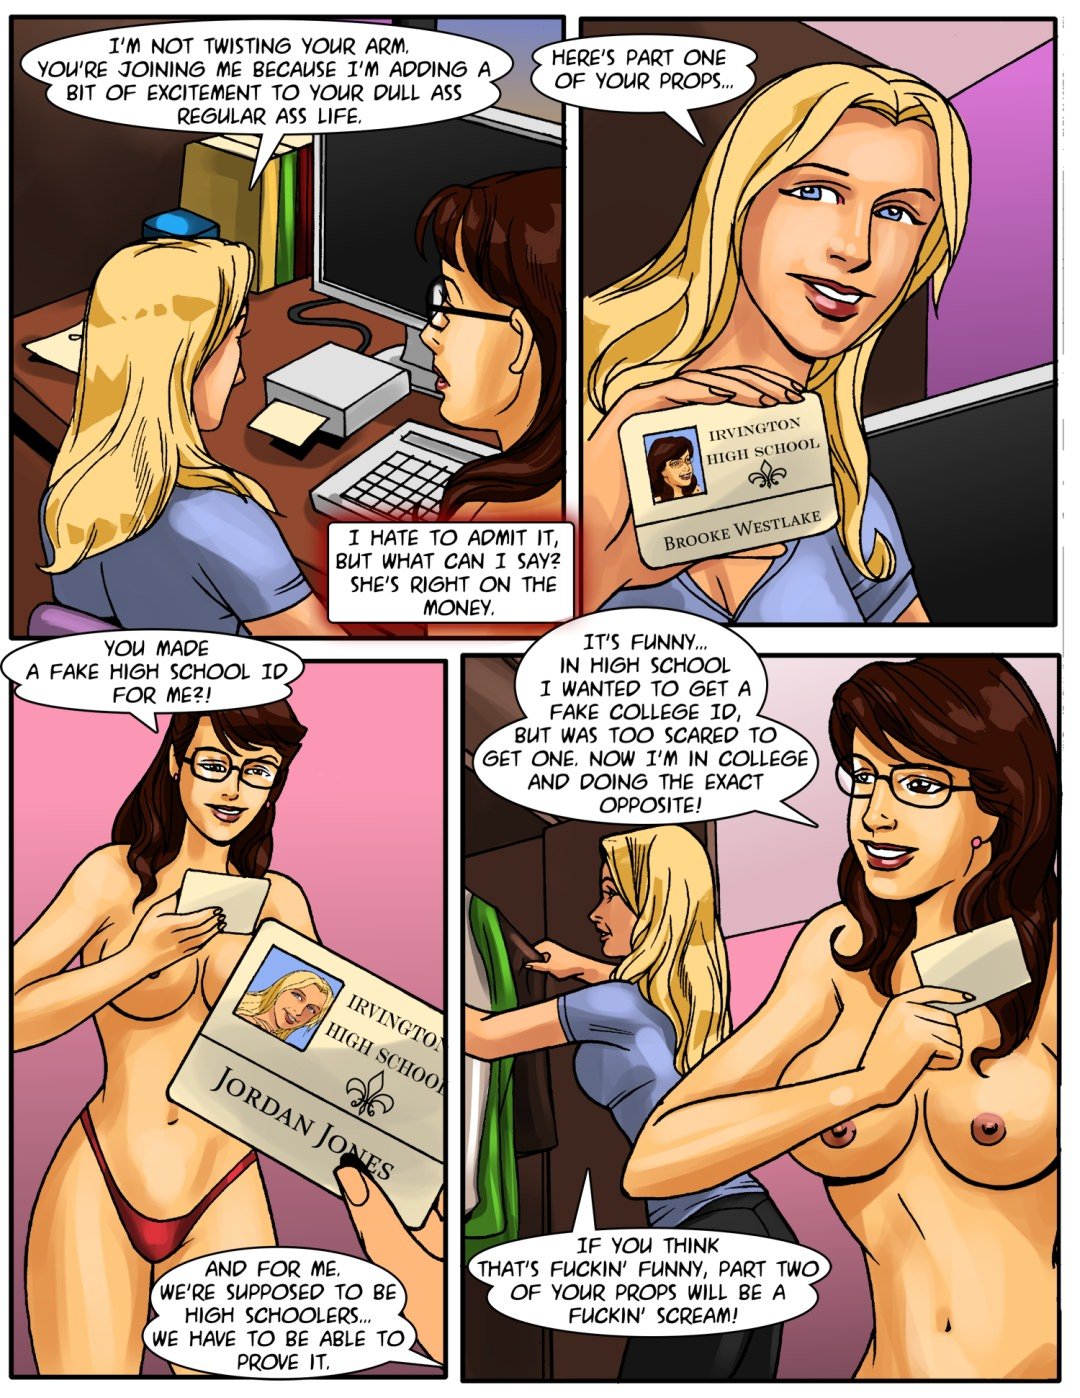 I'M NOT TWISTING YOUR ARM.
YOU'RE JOINING ME BECAUSE I'M ADDING A
BIT OF EXCITEMENT TO YOUR DULL ASS
REGULAR ASS LIFE.
I HATE TO ADMIT IT,
BUT WHAT CAN I SAY?
SHE'S RIGHT ON THE
MONEY.
HERE'S PART ONE
OF YOUR PROPS...
IRVINGTON
HIGH SCHOOL
BROOKE WESTLAKE
YOU MADE
A FAKE HIGH SCHOOL ID
FOR ME?!
IRVINGTON
HIGH SCHOOL
JORDAN JONES
AND FOR ME.
WE'RE SUPPOSED TO BE
HIGH SCHOOLERS...
WE HAVE TO BE ABLE TO
PROVE IT.
IT'S FUNNY...
IN HIGH SCHOOL
I WANTED TO GET A
FAKE COLLEGE ID,
BUT WAS TOO SCARED TO
GET ONE. NOW I'M IN COLLEGE
AND DOING THE EXACT
OPPOSITE!
IF YOU THINK
THAT'S FUCKIN' FUNNY, PART TWO
OF YOUR PROPS WILL BE A
FUCKIN' SCREAM!